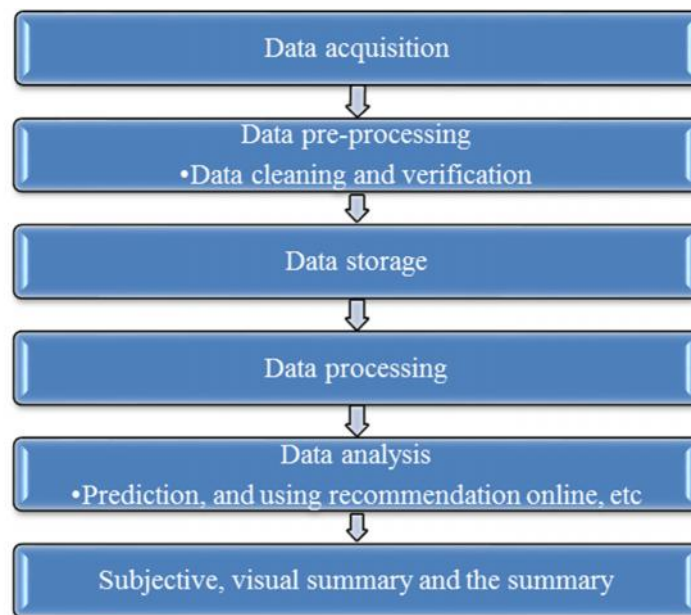 Data acquisition
Data pre-processing
•Data cleaning and verification
Data storage
Data processing
Data analysis
•Prediction, and using recommendation online, etc
Subjective, visual summary and the summary